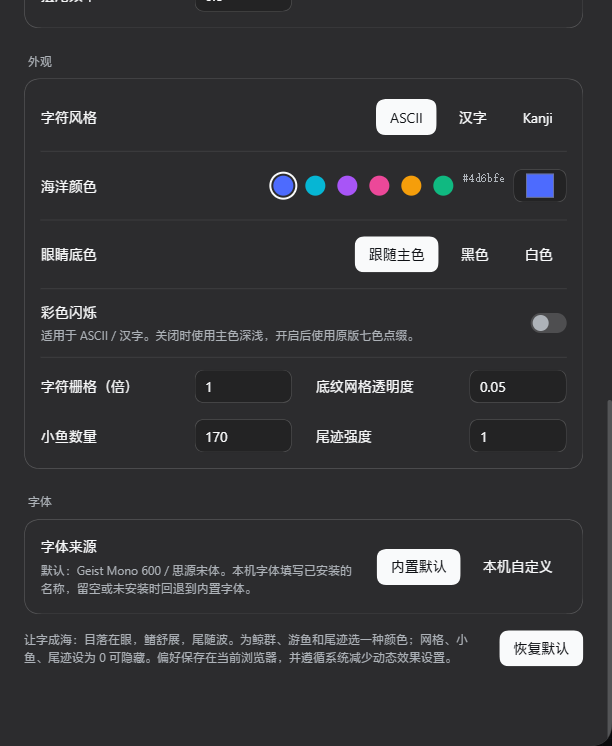 外观
字符风格
ASCII 汉字 Kanji
海洋颜色
#4d6bfe
眼睛底色
跟随主色 黑色 白色
彩色闪烁
适用于 ASCII / 汉字。关闭时使用主色深浅，开启后使用原版七色点缀。
字符栅格（倍） 1 底纹网格透明度 0.05
小鱼数量 170 尾迹强度 1
字体
字体来源
默认：Geist Mono 600 / 思源宋体。本机字体填写已安装的
名称，留空或未安装时回退到内置字体。
内置默认 本机自定义
让字成海：目落在眼，鳍舒展，尾随波。为鲸群、游鱼和尾迹选一种颜色；网格、小
鱼、尾迹设为 0 可隐藏。偏好保存在当前浏览器，并遵循系统减少动态效果设置。
恢复默认